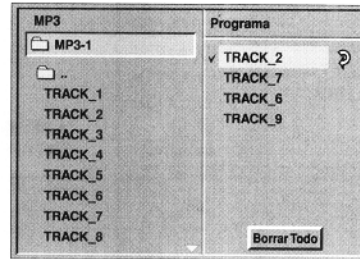 MP3
MP3-1
..
TRACK_1
TRACK_2
TRACK_3
TRACK_4
TRACK_5
TRACK_6
TRACK_7
TRACK_8
Programa
TRACK_2
TRACK_7
TRACK_6
TRACK_9
Borrar Todo